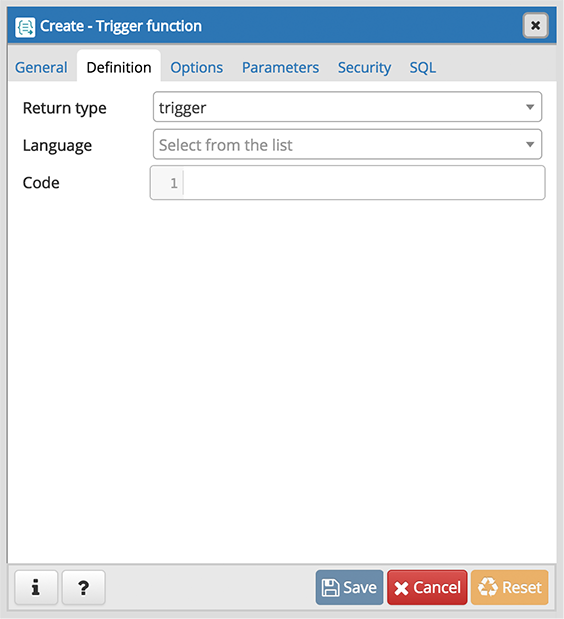 Create - Trigger function
General Definition Options Parameters Security SQL
Return type trigger
Language Select from the list
Code 1
i ? Save Cancel Reset